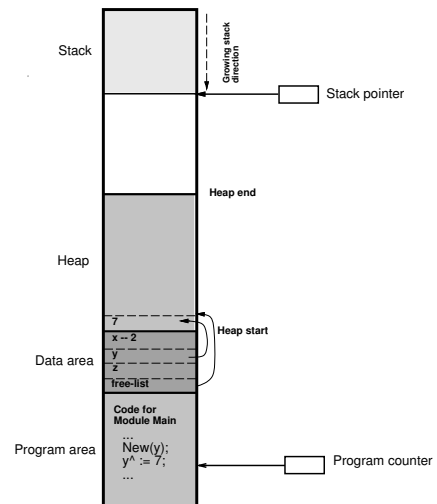 Stack
Growing stack
direction
Stack pointer
Heap end
Heap
7
Heap start
x -- 2
Data area
y
z
free-list
Code for
Module Main
...
Program area
New(y);
y^ := 7;
Program counter
...